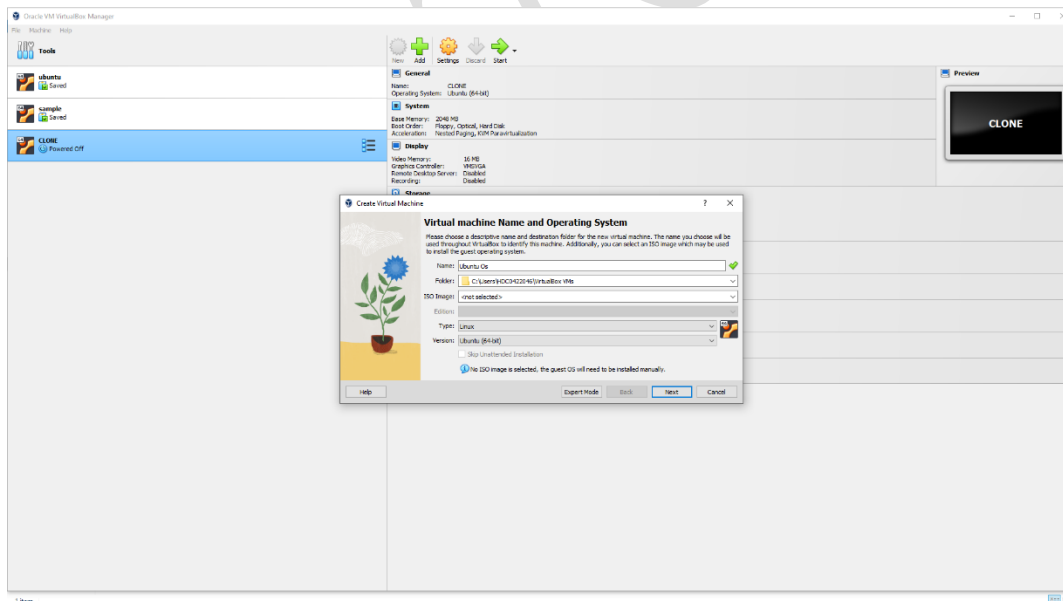 Oracle VM VirtualBox Manager
File Machine Help
Tools
New Add Settings Discard Start
ubuntu
Saved
sample
Saved
CLONE
Powered Off
General
Name: CLONE
Operating System: Ubuntu (64-bit)
System
Base Memory: 2048 MB
Boot Order: Floppy, Optical, Hard Disk
Acceleration: Nested Paging, KVM Paravirtualization
Display
Video Memory: 16 MB
Graphics Controller: VMSVGA
Remote Desktop Server: Disabled
Recording: Disabled
Storage
Preview
CLONE
Create Virtual Machine ? ×
Virtual machine Name and Operating System
Please choose a descriptive name and destination folder for the new virtual machine. The name you choose will be
used throughout VirtualBox to identify this machine. Additionally, you can select an ISO image which may be used
to install the guest operating system.
Name: Ubuntu Os
Folder: C:\Users\HDC0422046\VirtualBox VMs
ISO Image: <not selected>
Edition:
Type: Linux
Version: Ubuntu (64-bit)
Skip Unattended Installation
No ISO image is selected, the guest OS will need to be installed manually.
Help Expert Mode Back Next Cancel